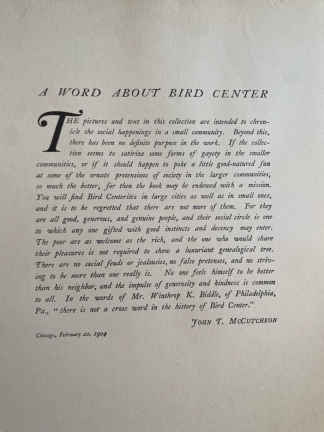 A WORD ABOUT BIRD CENTER
THE pictures and text in this collection are intended to chron-
icle the social happenings in a small community. Beyond this,
there has been no definite purpose in the work. If the collec-
tion seems to satirize some forms of gayety in the smaller
communities, or if it should happen to poke a little good-natured fun
at some of the ornate pretensions of society in the larger communities,
so much the better, for then the book may be endowed with a mission.
You will find Bird Centerites in large cities as well as in small ones,
and it is to be regretted that there are not more of them. For they
are all good, generous, and genuine people, and their social circle is one
to which any one gifted with good instincts and decency may enter.
The poor are as welcome as the rich, and the one who would share
their pleasures is not required to show a luxuriant genealogical tree.
There are no social feuds or jealousies, no false pretenses, and no striv-
ing to be more than one really is. No one feels himself to be better
than his neighbor, and the impulse of generosity and kindness is common
to all. In the words of Mr. Winthrop K. Biddle, of Philadelphia,
Pa., "there is not a cross word in the history of Bird Center."
JOHN T. MCCUTCHEON
Chicago, February 20, 1904